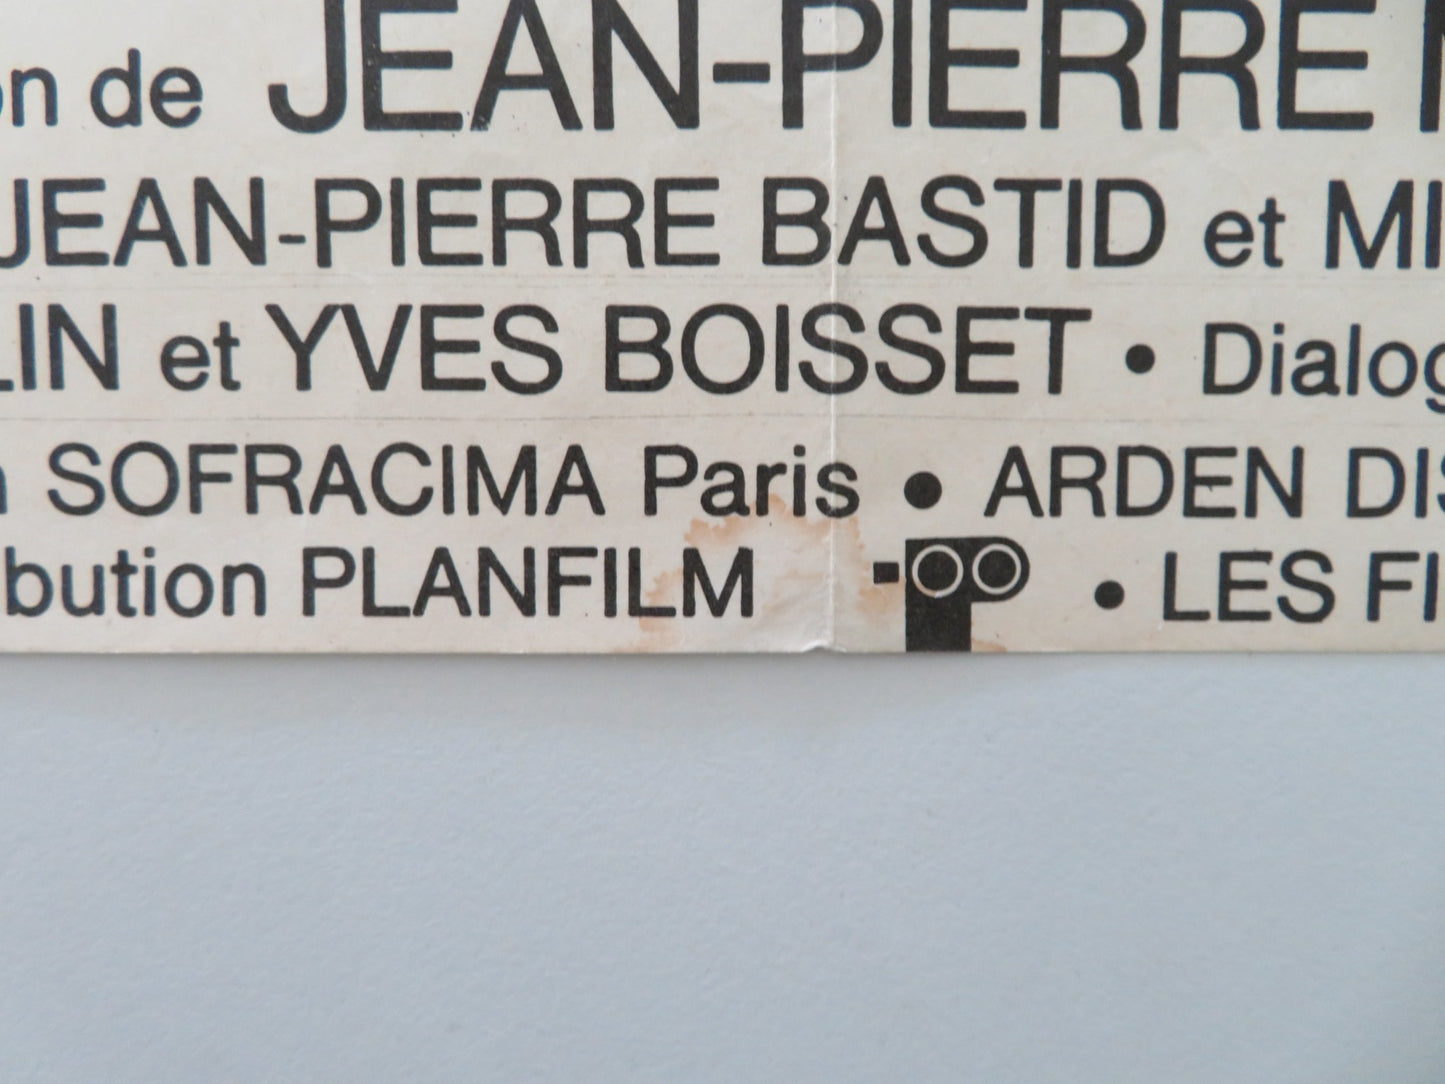 on de JEAN-PIERRE
JEAN-PIERRE BASTID et MI
LIN et YVES BOISSET • Dialog
SOFRACIMA Paris • ARDEN DIS
bution PLANFILM • LES FI